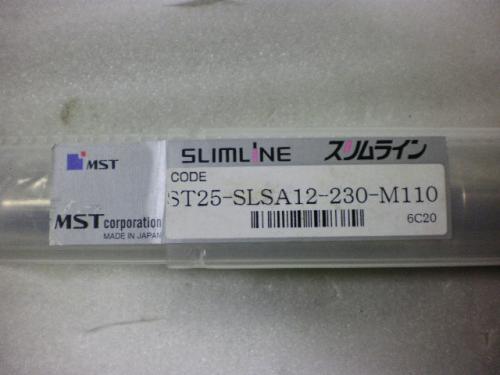 MST
MST corporation
MADE IN JAPAN
SLIMLINE スリムライン
CODE
ST25-SLSA12-230-M110
6C20